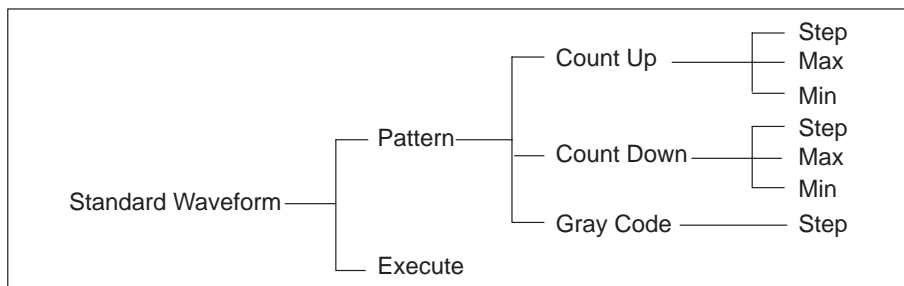 Standard Waveform
Pattern
Count Up
Step
Max
Min
Count Down
Step
Max
Min
Gray Code
Step
Execute